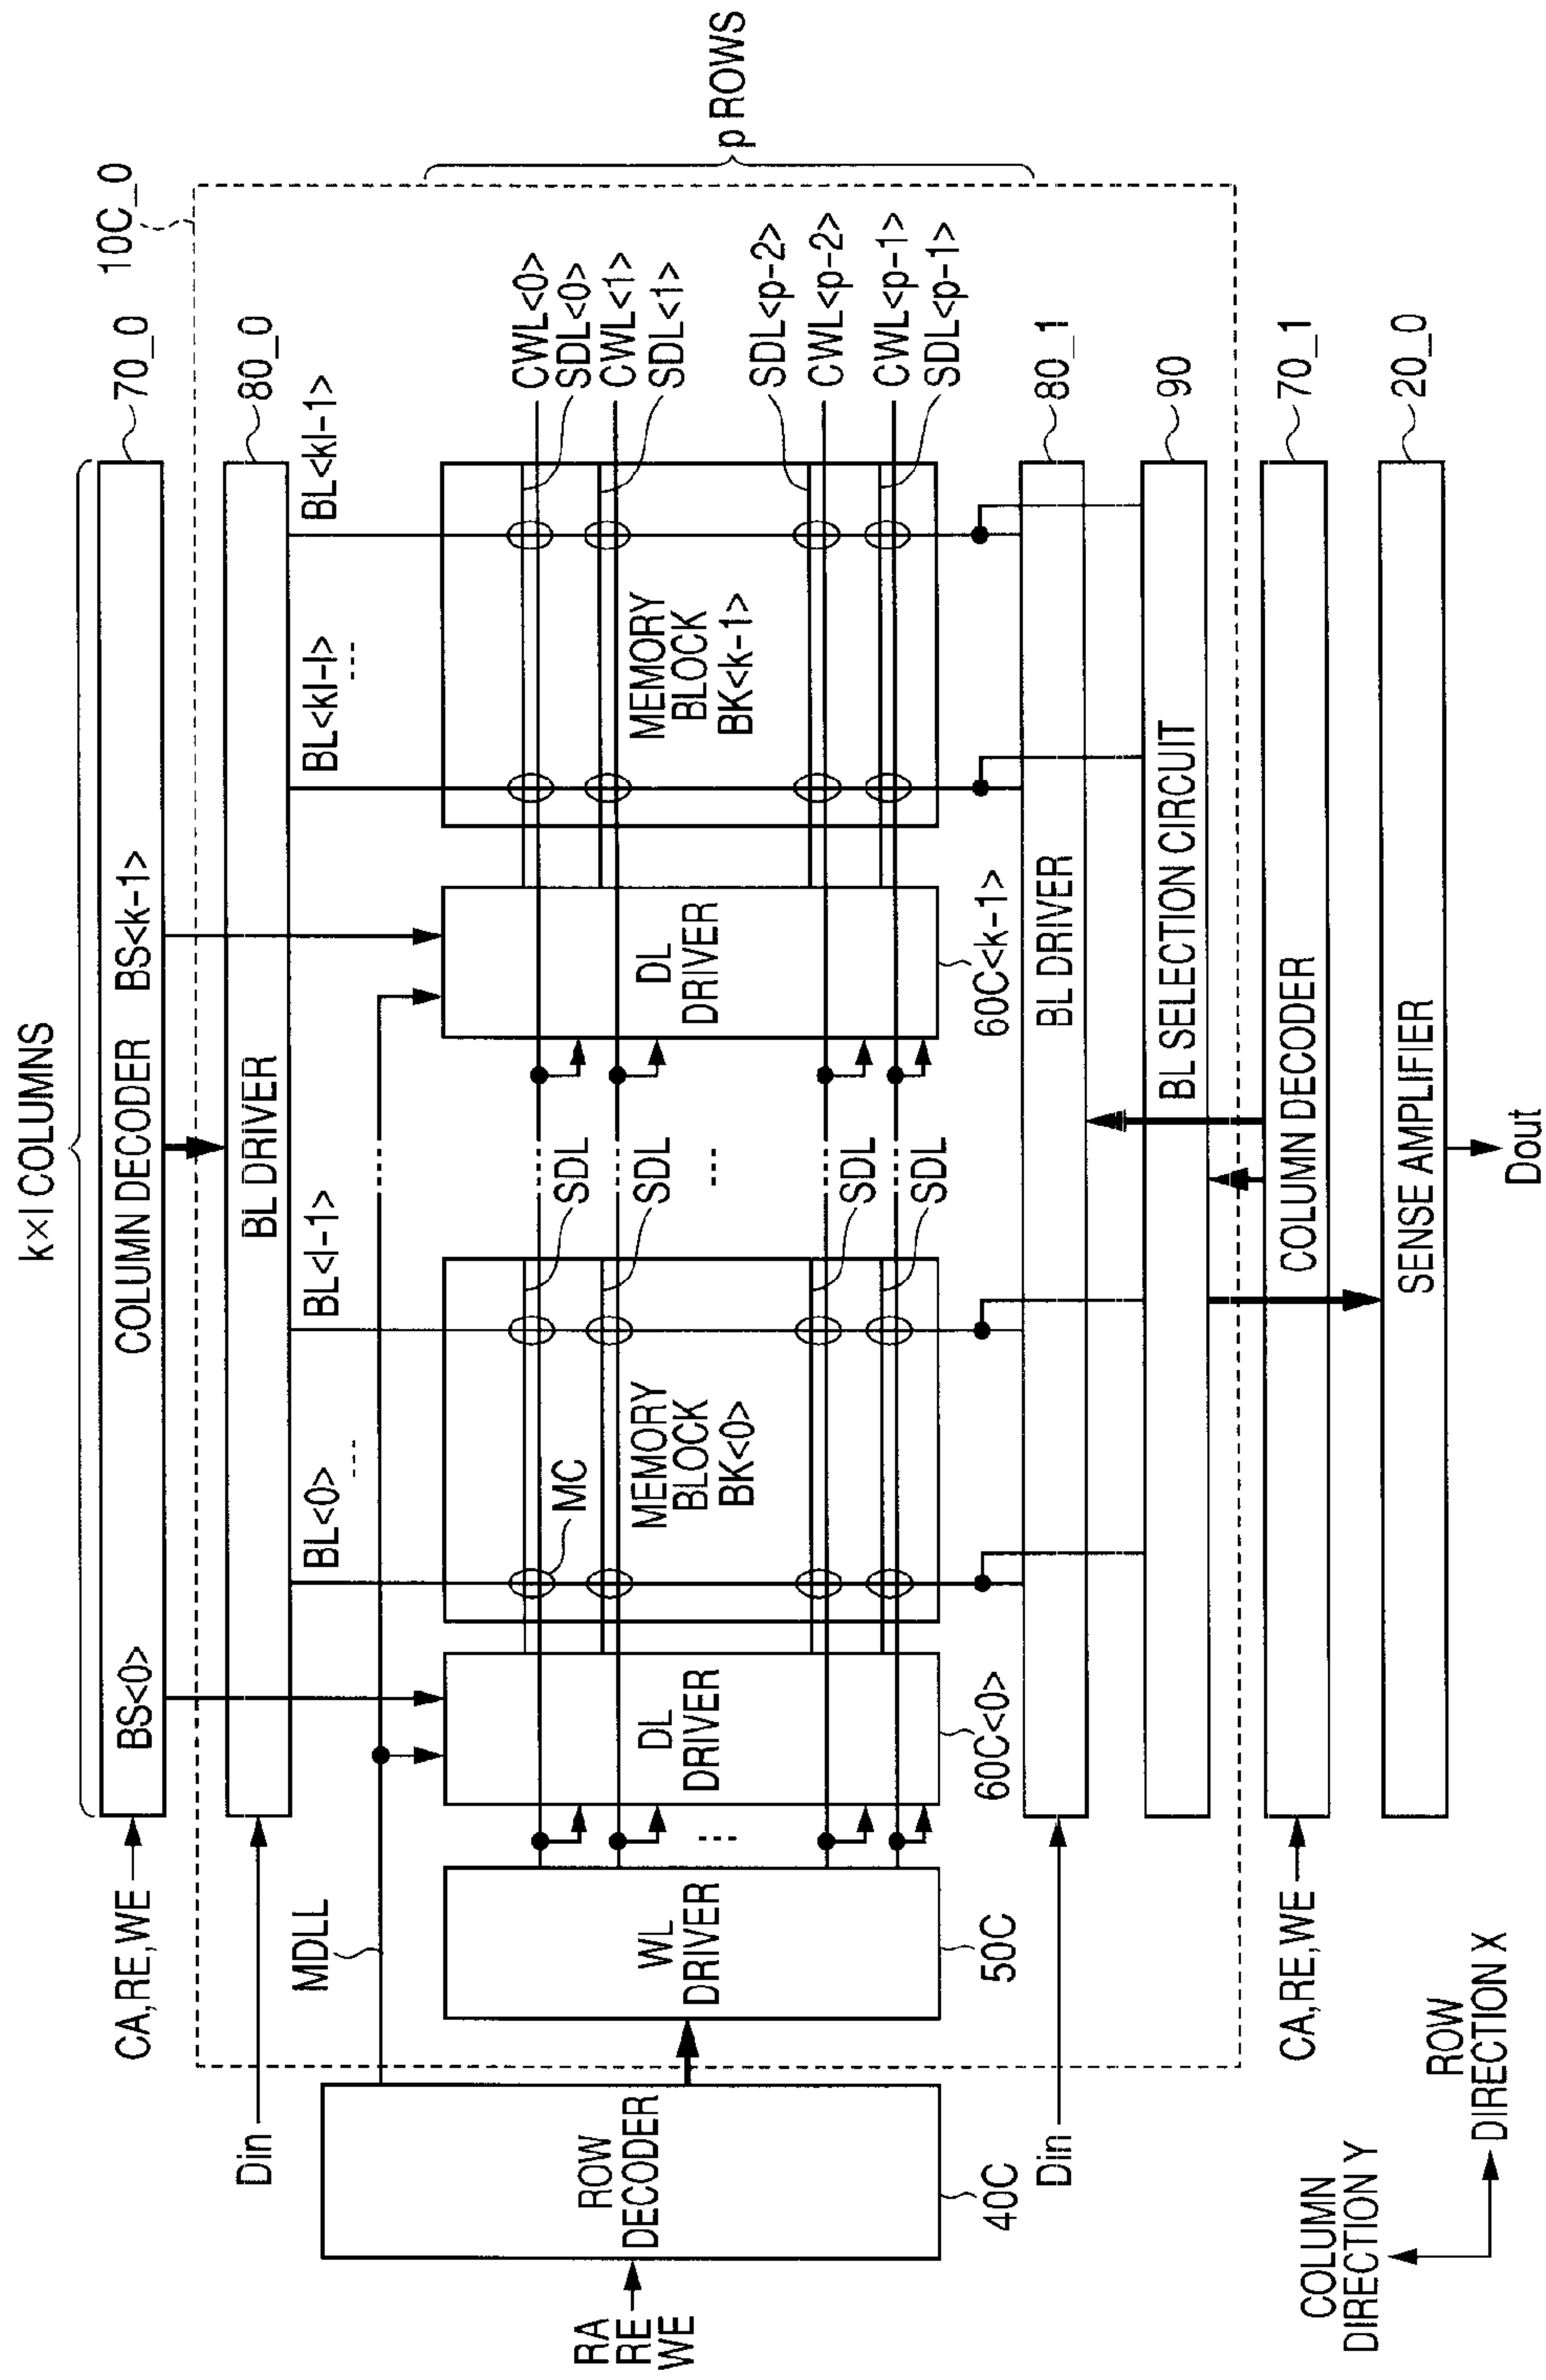 k×l COLUMNS
10C_0
BS<0>
COLUMN DECODER
BS<k-1>
70_0
CA,RE,WE
BL DRIVER
80_0
Din
BL<0>
BL<l-1>
BL<kl-l>
BL<kl-1>
MDLL
p ROWS
RA
RE
WE
ROW
DECODER
40C
WL
DRIVER
50C
DL
DRIVER
60C<0>
MC
MEMORY
BLOCK
BK<0>
SDL
SDL
SDL
SDL
DL
DRIVER
60C<k-1>
MEMORY
BLOCK
BK<k-1>
CWL<0>
SDL<0>
CWL<1>
SDL<1>
SDL<p-2>
CWL<p-2>
CWL<p-1>
SDL<p-1>
Din
BL DRIVER
80_1
BL SELECTION CIRCUIT
90
CA,RE,WE
COLUMN DECODER
70_1
SENSE AMPLIFIER
20_0
Dout
COLUMN
DIRECTION Y
ROW
DIRECTION X